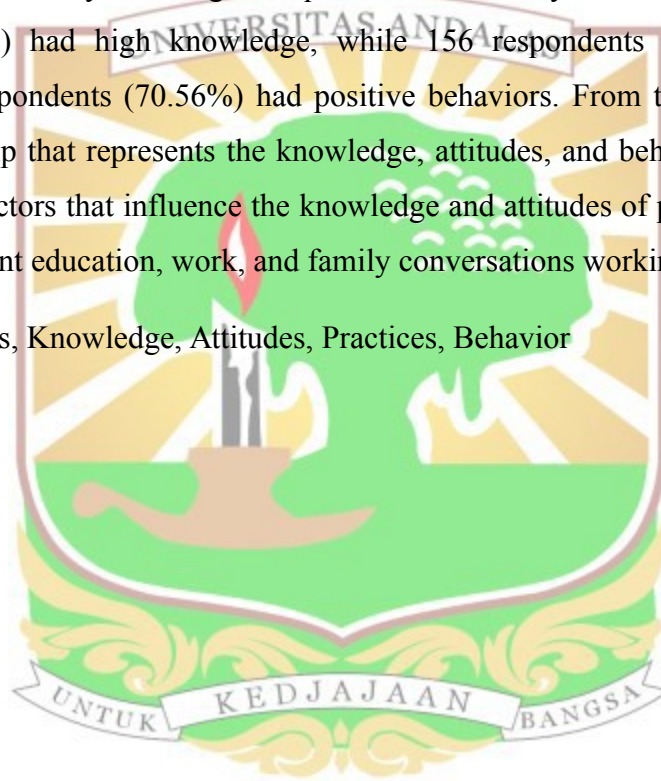 UNIVERSITAS ANDALAS
) had high knowledge, while 156 respondents
pondents (70.56%) had positive behaviors. From t
p that represents the knowledge, attitudes, and beh
ctors that influence the knowledge and attitudes of p
nt education, work, and family conversations workin
s, Knowledge, Attitudes, Practices, Behavior
UNTUK KEDJAJAAN BANGSA